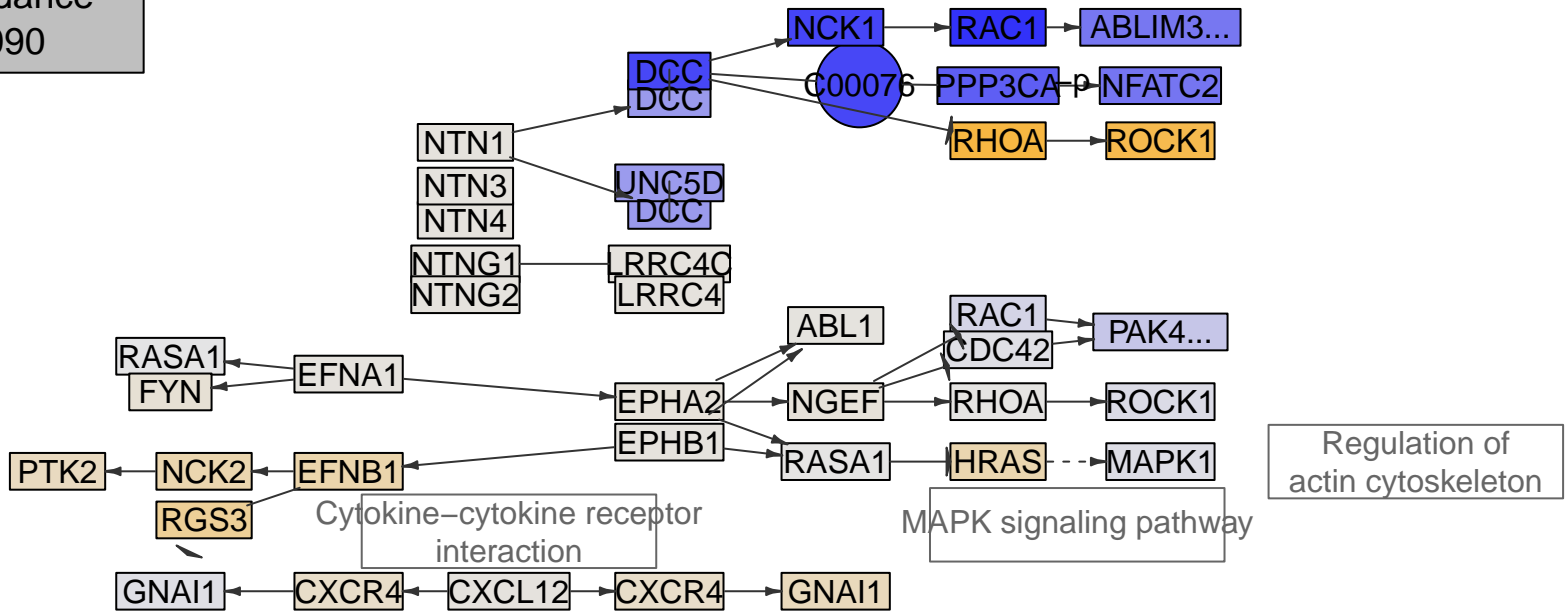 090
NCK1
RAC1
ABLIM3...
DCC
DCC
C00076
PPP3CA
-p
NFATC2
NTN1
RHOA
ROCK1
NTN3
NTN4
UNC5D
DCC
NTNG1
NTNG2
LRRC4C
LRRC4
ABL1
RAC1
CDC42
PAK4...
RASA1
FYN
EFNA1
EPHA2
EPHB1
NGEF
RHOA
ROCK1
PTK2
NCK2
EFNB1
RASA1
HRAS
MAPK1
Regulation of
actin cytoskeleton
RGS3
Cytokine–cytokine receptor
interaction
MAPK signaling pathway
GNAI1
CXCR4
CXCL12
CXCR4
GNAI1